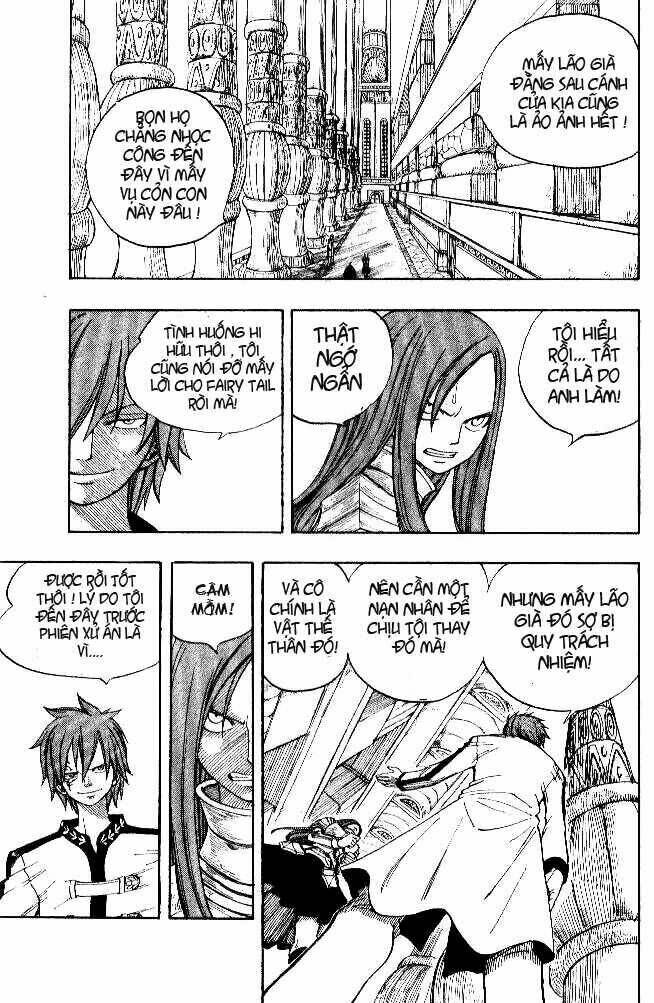 MẤY LÃO GIÀ
ĐẰNG SAU CÁNH
CỦA KIA CŨNG
LÀ ẢO ẢNH HẾT !
BỌN HỌ
CHẲNG NHỌC
CÔNG ĐẾN
ĐÂY VÌ MẤY
VỤ CỎN CON
NÀY ĐÂU !
TÔI HIỂU
RỒI... TẤT
CẢ LÀ DO
ANH LÀM!
THẬT
NGỚ
NGẨN
TÌNH HUỐNG HI
HỮU THÔI , TÔI
CŨNG NÓI ĐỠ MẤY
LỜI CHO FAIRY TAIL
RỒI MÀ!
NHƯNG MẤY LÃO
GIÀ ĐÓ SỢ BỊ
QUY TRÁCH
NHIỆM!
NÊN CẦN MỘT
NẠN NHÂN ĐỂ
CHỊU TỘI THAY
ĐÓ MÀ!
VÀ CÔ
CHÍNH LÀ
VẬT THẾ
THÂN ĐÓ!
CÂM
MỒM!
ĐƯỢC RỒI TỐT
THÔI ! LÝ DO TÔI
ĐẾN ĐÂY TRƯỚC
PHIÊN XỬ ÁN LÀ
VÌ....